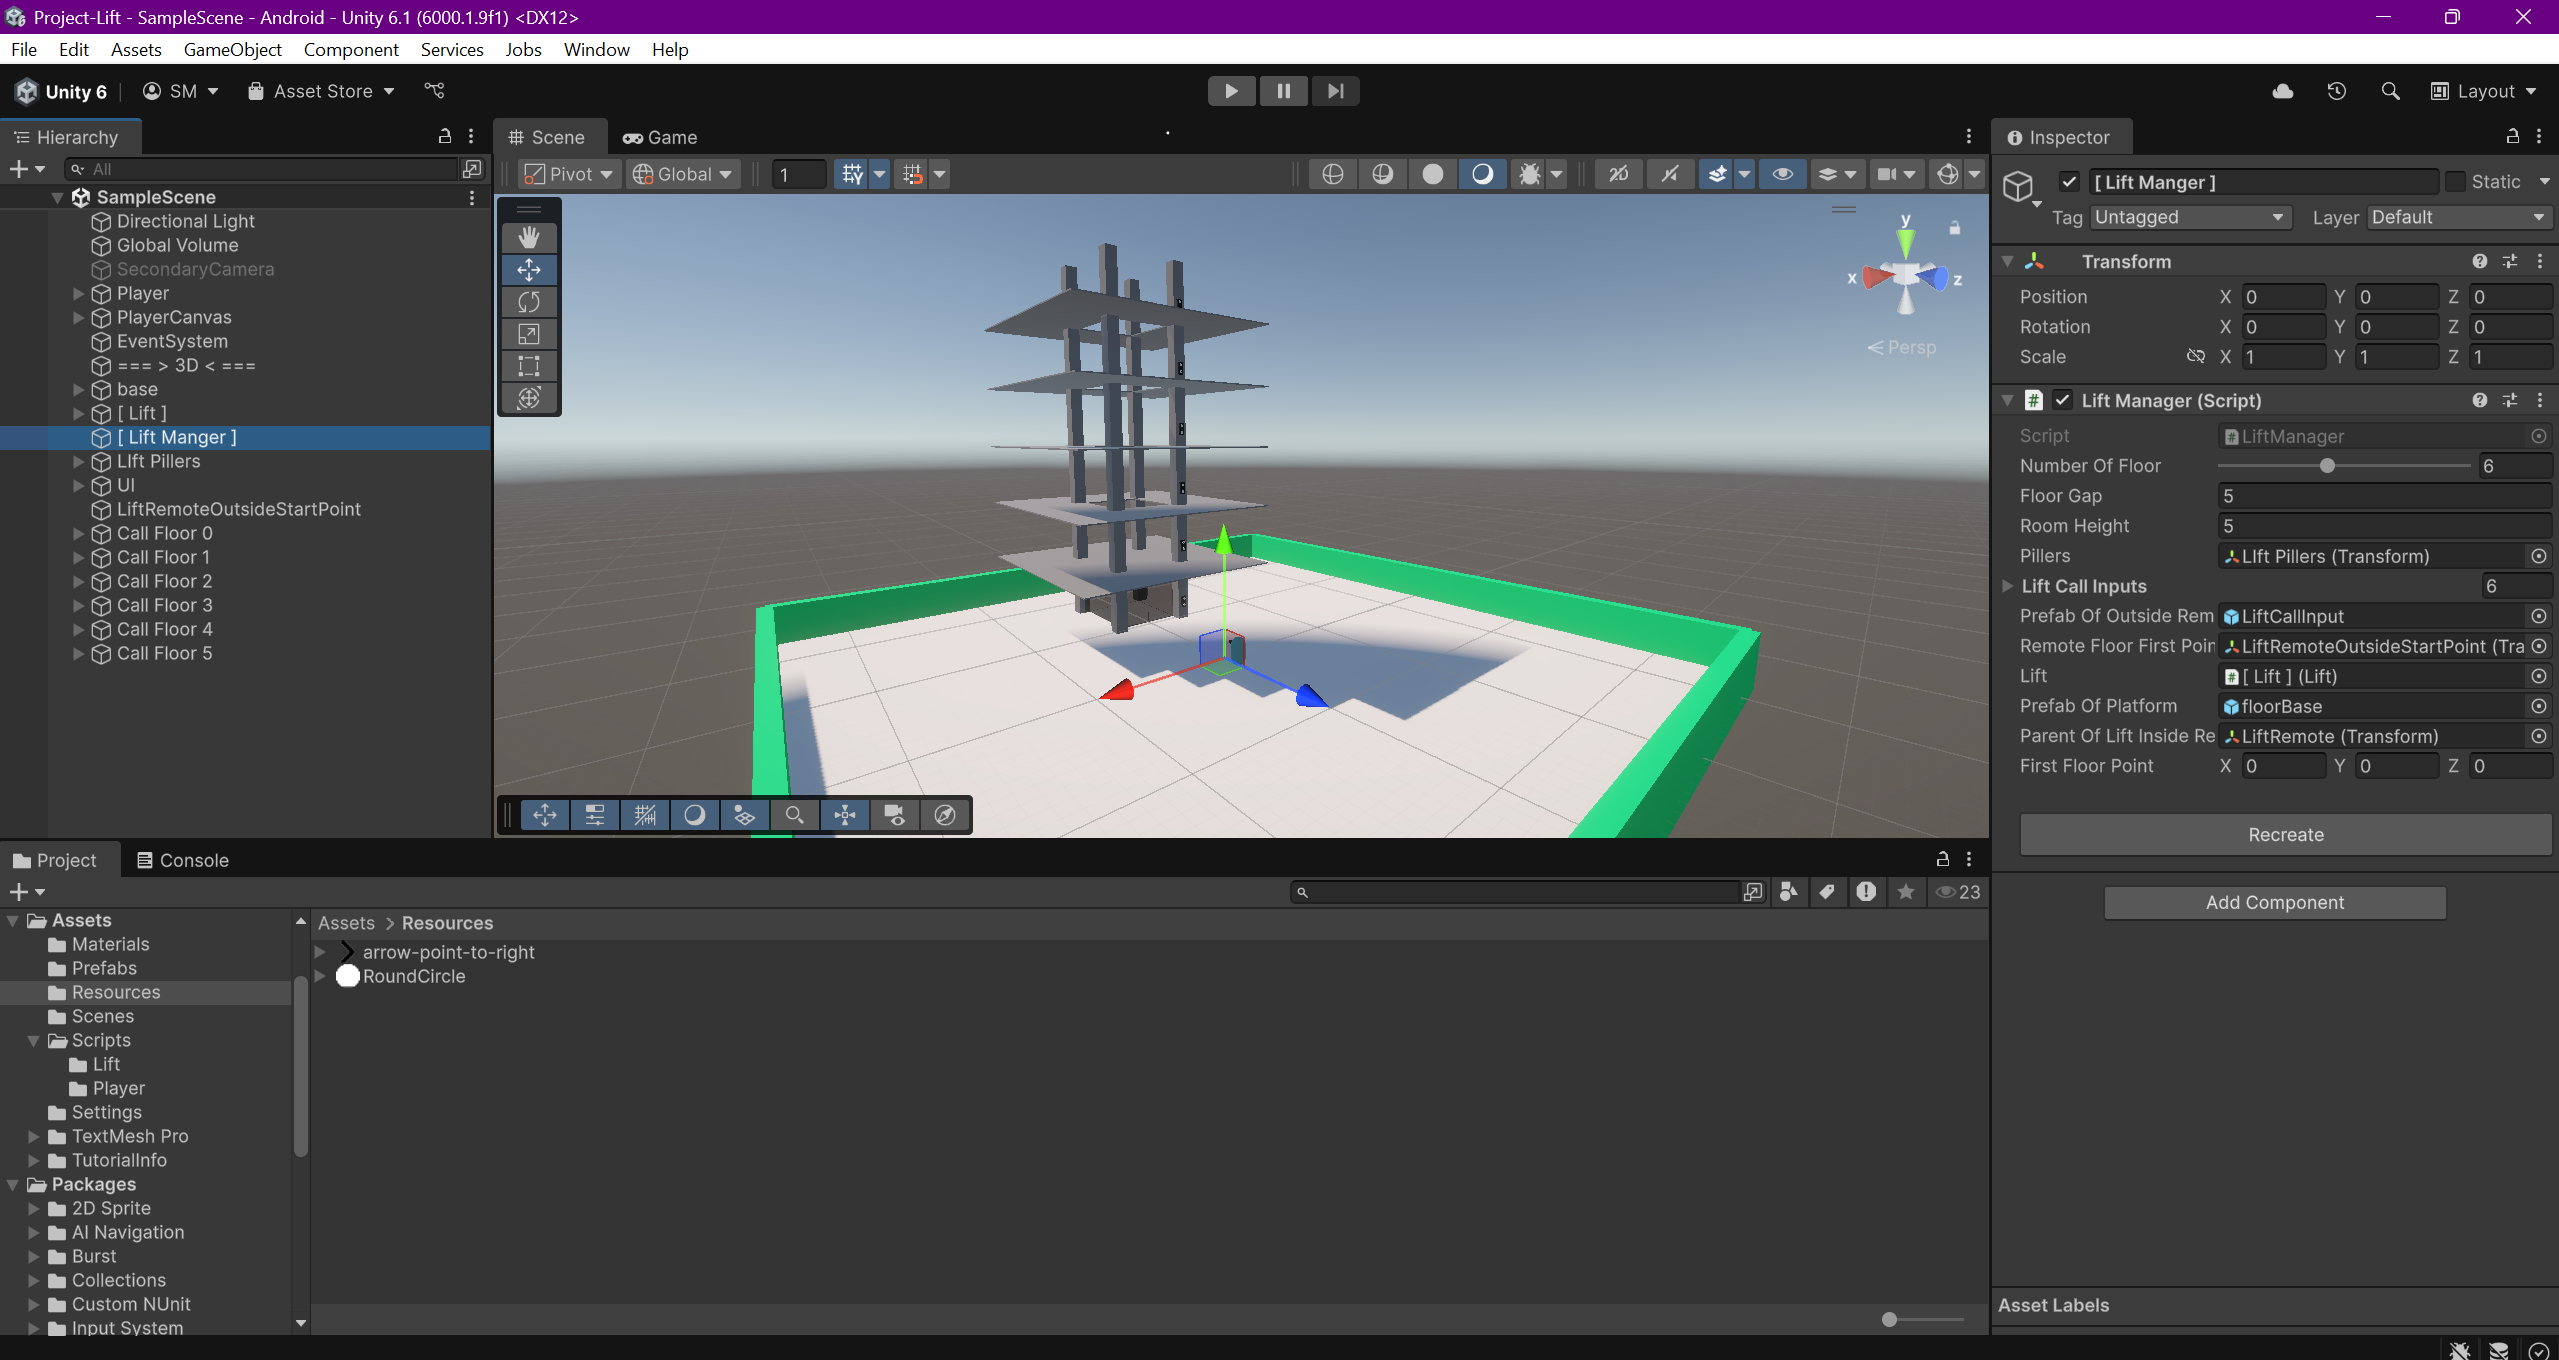 Project-Lift - SampleScene - Android - Unity 6.1 (6000.1.9f1) <DX12>
File Edit Assets GameObject Component Services Jobs Window Help
Unity 6 SM Asset Store Layout
Hierarchy
All
SampleScene
Directional Light
Global Volume
SecondaryCamera
Player
PlayerCanvas
EventSystem
=== > 3D < ===
base
[ Lift ]
[ Lift Manger ]
LIft Pillers
UI
LiftRemoteOutsideStartPoint
Call Floor 0
Call Floor 1
Call Floor 2
Call Floor 3
Call Floor 4
Call Floor 5
Scene Game
Pivot Global 1 2D
y
x z
Persp
Inspector
[ Lift Manger ] Static
Tag Untagged Layer Default
Transform
Position X 0 Y 0 Z 0
Rotation X 0 Y 0 Z 0
Scale X 1 Y 1 Z 1
# Lift Manager (Script)
Script LiftManager
Number Of Floor 6
Floor Gap 5
Room Height 5
Pillers LIft Pillers (Transform)
Lift Call Inputs 6
Prefab Of Outside Rem LiftCallInput
Remote Floor First Poin LiftRemoteOutsideStartPoint (Tra
Lift [ Lift ] (Lift)
Prefab Of Platform floorBase
Parent Of Lift Inside Re LiftRemote (Transform)
First Floor Point X 0 Y 0 Z 0
Recreate
Add Component
Asset Labels
Project Console
23
Assets
Materials
Prefabs
Resources
Scenes
Scripts
Lift
Player
Settings
TextMesh Pro
TutorialInfo
Packages
2D Sprite
AI Navigation
Burst
Collections
Custom NUnit
Input System
Assets > Resources
arrow-point-to-right
RoundCircle